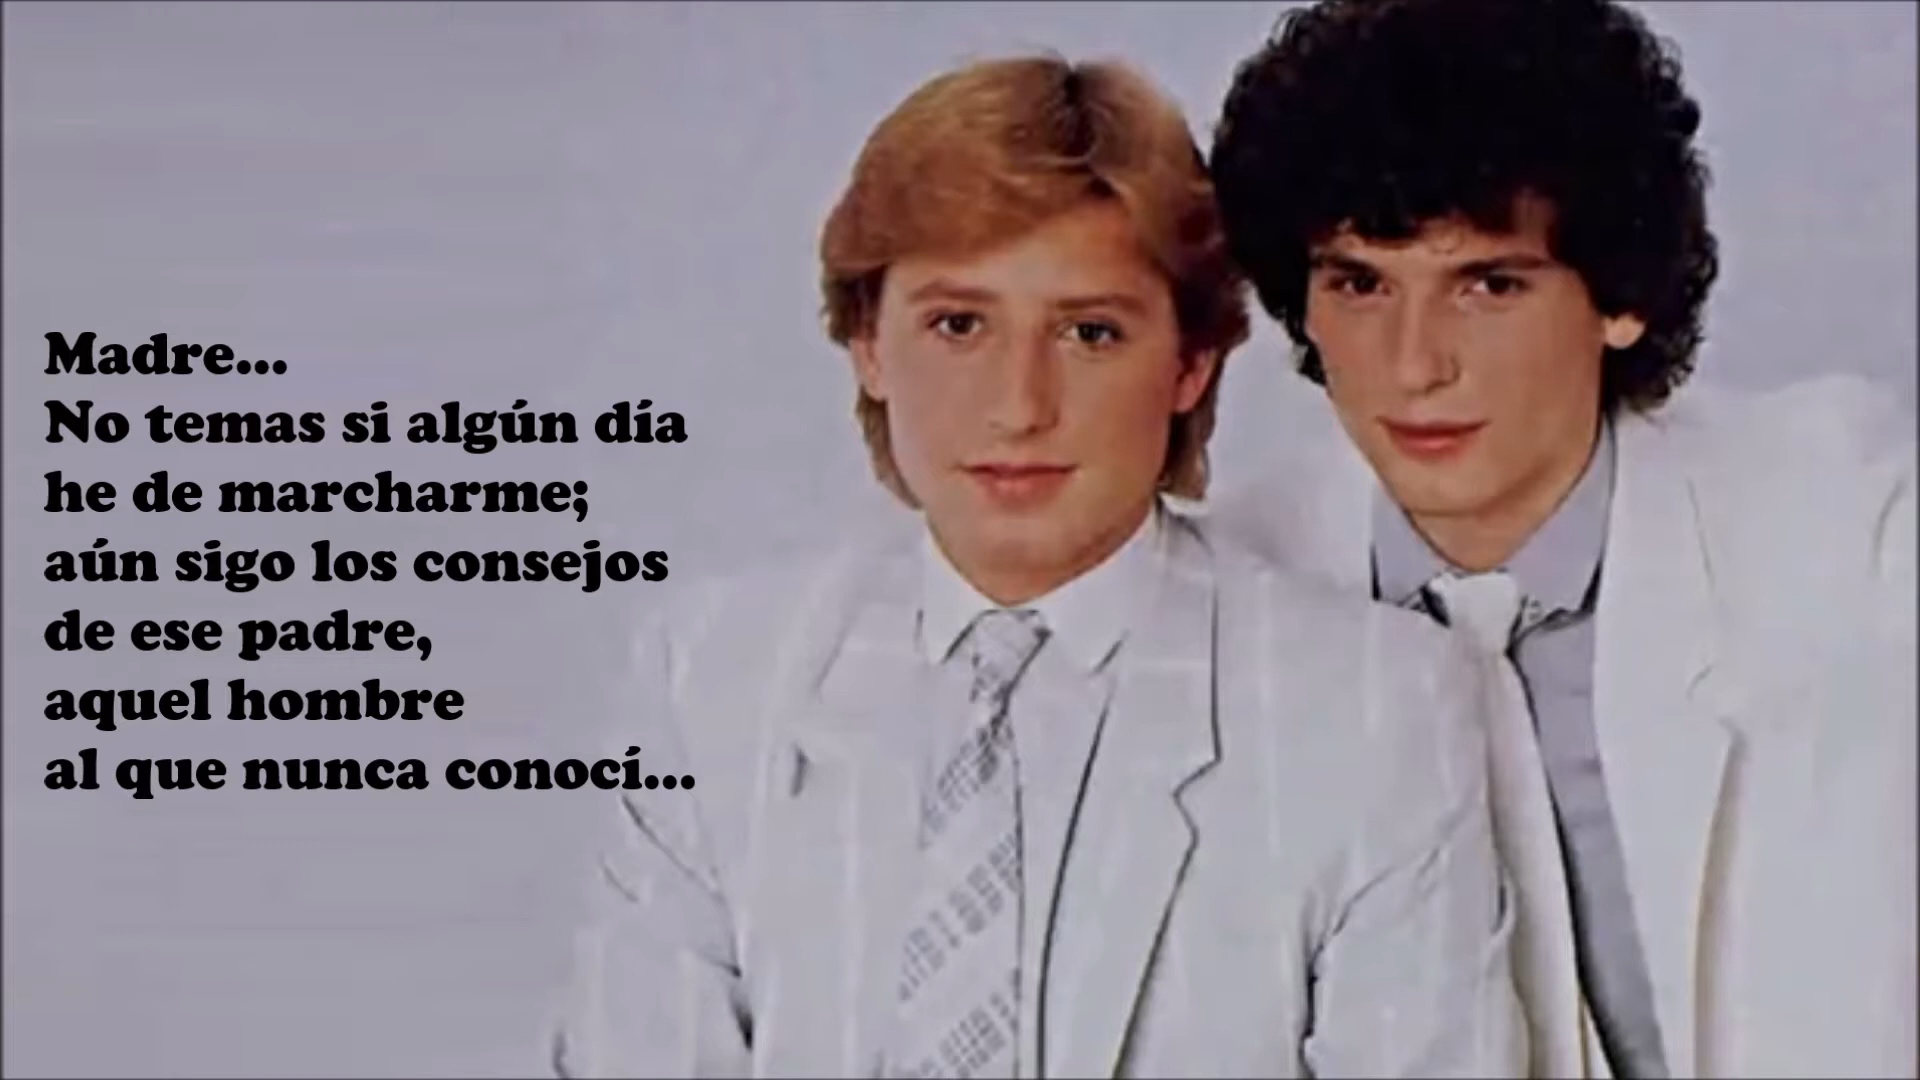 Madre...
No temas si algún día
he de marcharme;
aún sigo los consejos
de ese padre,
aquel hombre
al que nunca conocí...